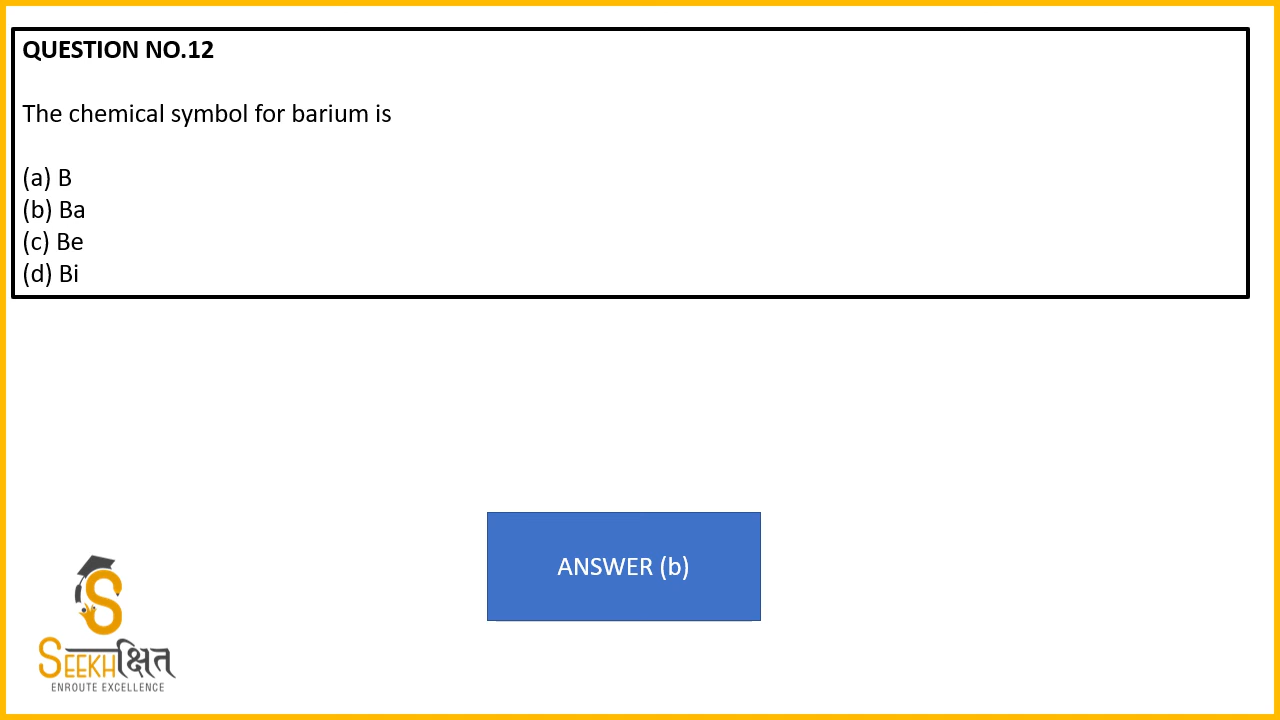 QUESTION NO.12
The chemical symbol for barium is
(a) B
(b) Ba
(c) Be
(d) Bi
ANSWER (b)
S
SEEKHक्षित
ENROUTE EXCELLENCE